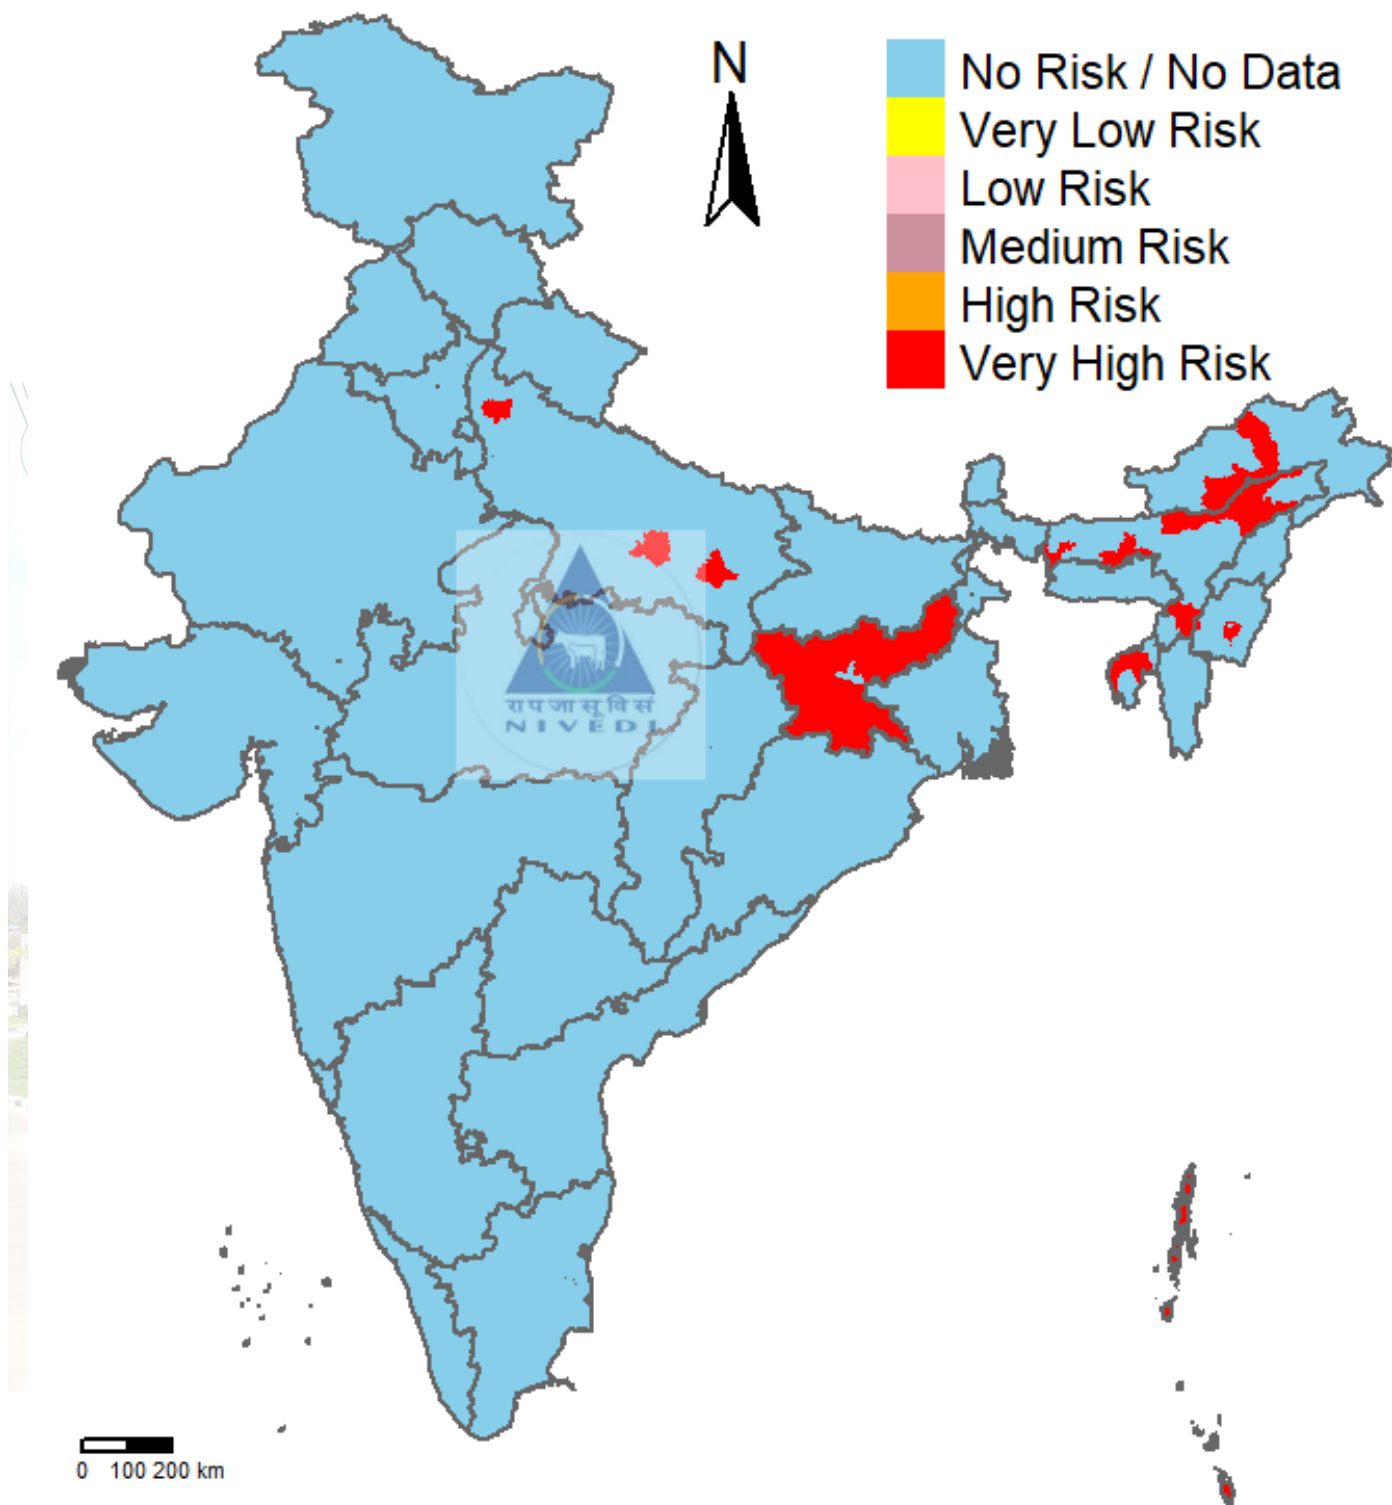 N
No Risk / No Data
Very Low Risk
Low Risk
Medium Risk
High Risk
Very High Risk
रा प जा सू वि सं
NIVEDI
0 100 200 km